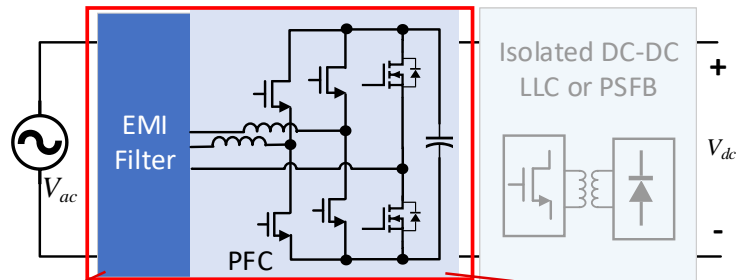 Isolated DC-DC
LLC or PSFB
+
EMI
Filter
V_ac
V_dc
PFC
-